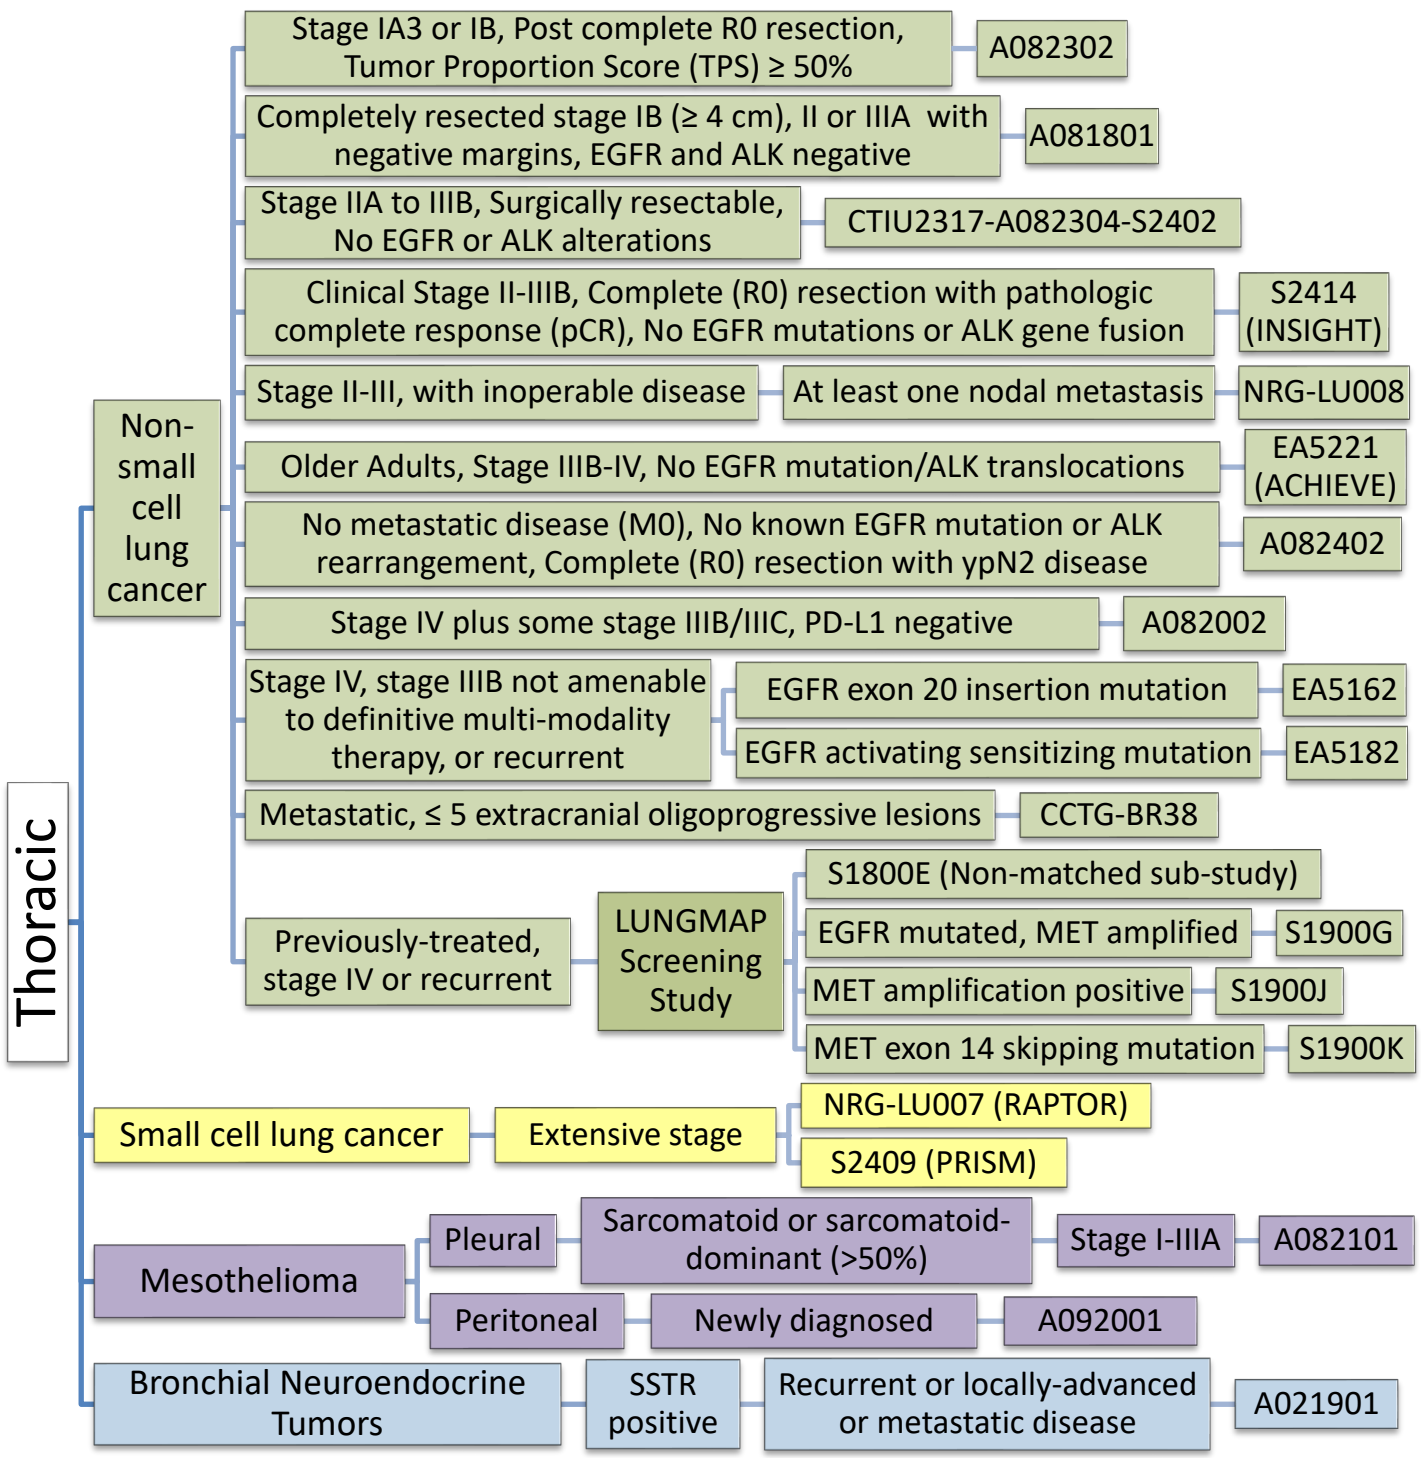 Thoracic
Non-
small
cell
lung
cancer
Stage IA3 or IB, Post complete R0 resection,
Tumor Proportion Score (TPS) ≥ 50%
A082302
Completely resected stage IB (≥ 4 cm), II or IIIA with
negative margins, EGFR and ALK negative
A081801
Stage IIA to IIIB, Surgically resectable,
No EGFR or ALK alterations
CTIU2317-A082304-S2402
Clinical Stage II-IIIB, Complete (R0) resection with pathologic
complete response (pCR), No EGFR mutations or ALK gene fusion
S2414
(INSIGHT)
Stage II-III, with inoperable disease
At least one nodal metastasis
NRG-LU008
Older Adults, Stage IIIB-IV, No EGFR mutation/ALK translocations
EA5221
(ACHIEVE)
No metastatic disease (M0), No known EGFR mutation or ALK
rearrangement, Complete (R0) resection with ypN2 disease
A082402
Stage IV plus some stage IIIB/IIIC, PD-L1 negative
A082002
Stage IV, stage IIIB not amenable
to definitive multi-modality
therapy, or recurrent
EGFR exon 20 insertion mutation
EA5162
EGFR activating sensitizing mutation
EA5182
Metastatic, ≤ 5 extracranial oligoprogressive lesions
CCTG-BR38
Previously-treated,
stage IV or recurrent
LUNGMAP
Screening
Study
S1800E (Non-matched sub-study)
EGFR mutated, MET amplified
S1900G
MET amplification positive
S1900J
MET exon 14 skipping mutation
S1900K
Small cell lung cancer
Extensive stage
NRG-LU007 (RAPTOR)
S2409 (PRISM)
Mesothelioma
Pleural
Sarcomatoid or sarcomatoid-
dominant (>50%)
Stage I-IIIA
A082101
Peritoneal
Newly diagnosed
A092001
Bronchial Neuroendocrine
Tumors
SSTR
positive
Recurrent or locally-advanced
or metastatic disease
A021901